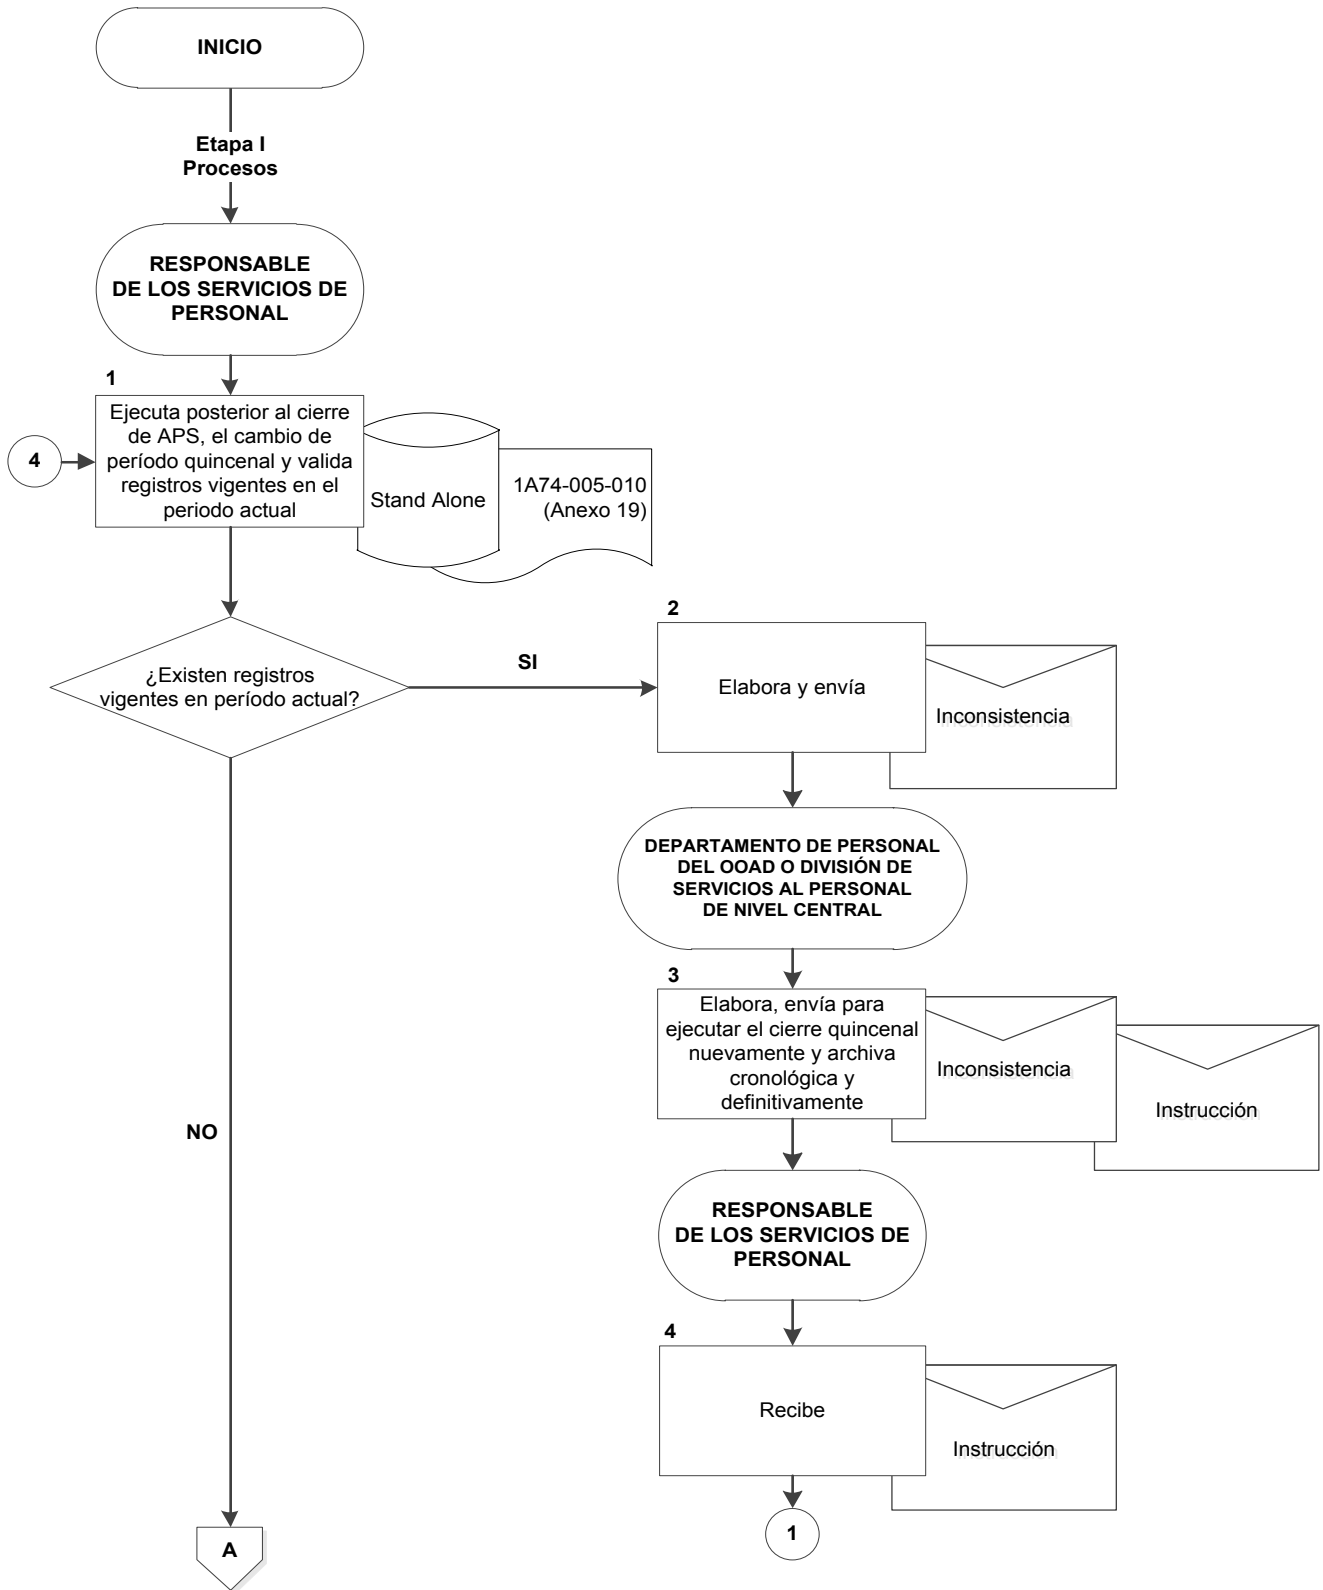 INICIO
Etapa I
Procesos
RESPONSABLE
DE LOS SERVICIOS DE
PERSONAL
1
Ejecuta posterior al cierre
de APS, el cambio de
período quincenal y valida
registros vigentes en el
periodo actual
4
Stand Alone
1A74-005-010
(Anexo 19)
¿Existen registros
vigentes en período actual?
SI
2
Elabora y envía
Inconsistencia
DEPARTAMENTO DE PERSONAL
DEL OOAD O DIVISIÓN DE
SERVICIOS AL PERSONAL
DE NIVEL CENTRAL
3
Elabora, envía para
ejecutar el cierre quincenal
nuevamente y archiva
cronológica y
definitivamente
Inconsistencia
Instrucción
NO
RESPONSABLE
DE LOS SERVICIOS DE
PERSONAL
4
Recibe
Instrucción
1
A